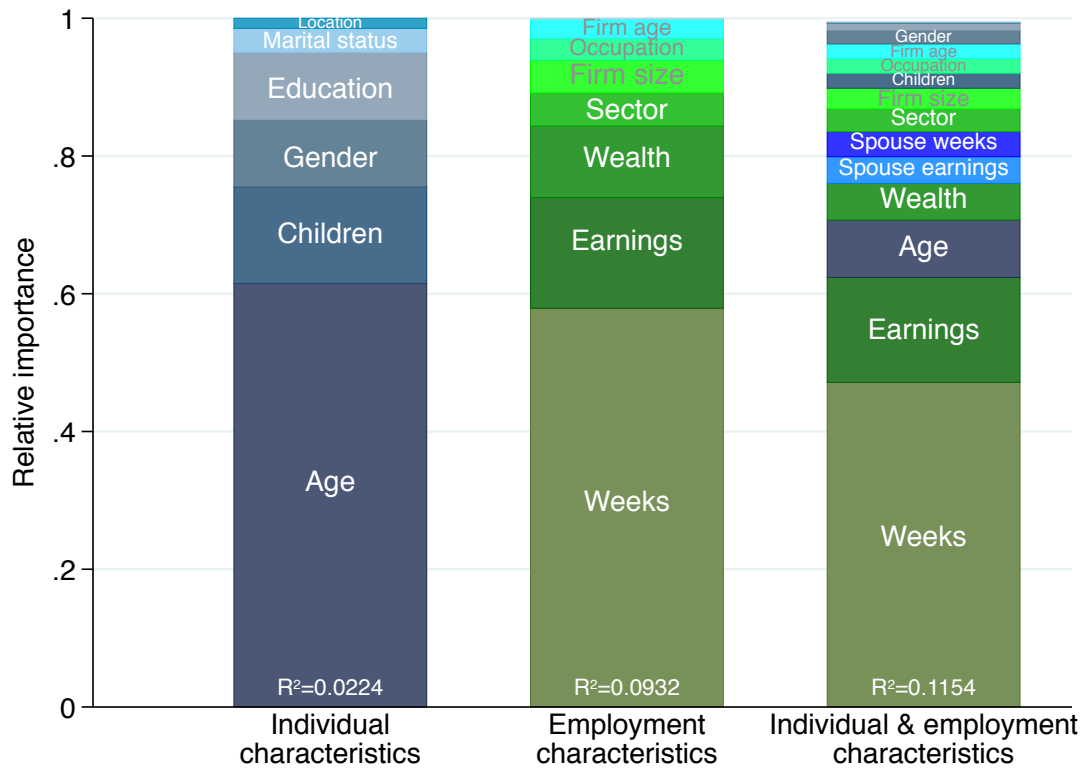 1
.8
.6
.4
.2
0
Relative importance
Location
Marital status
Education
Gender
Children
Age
R²=0.0224
Individual
characteristics
Firm age
Occupation
Firm size
Sector
Wealth
Earnings
Weeks
R²=0.0932
Employment
characteristics
Gender
Firm age
Occupation
Children
Firm size
Sector
Spouse weeks
Spouse earnings
Wealth
Age
Earnings
Weeks
R²=0.1154
Individual & employment
characteristics